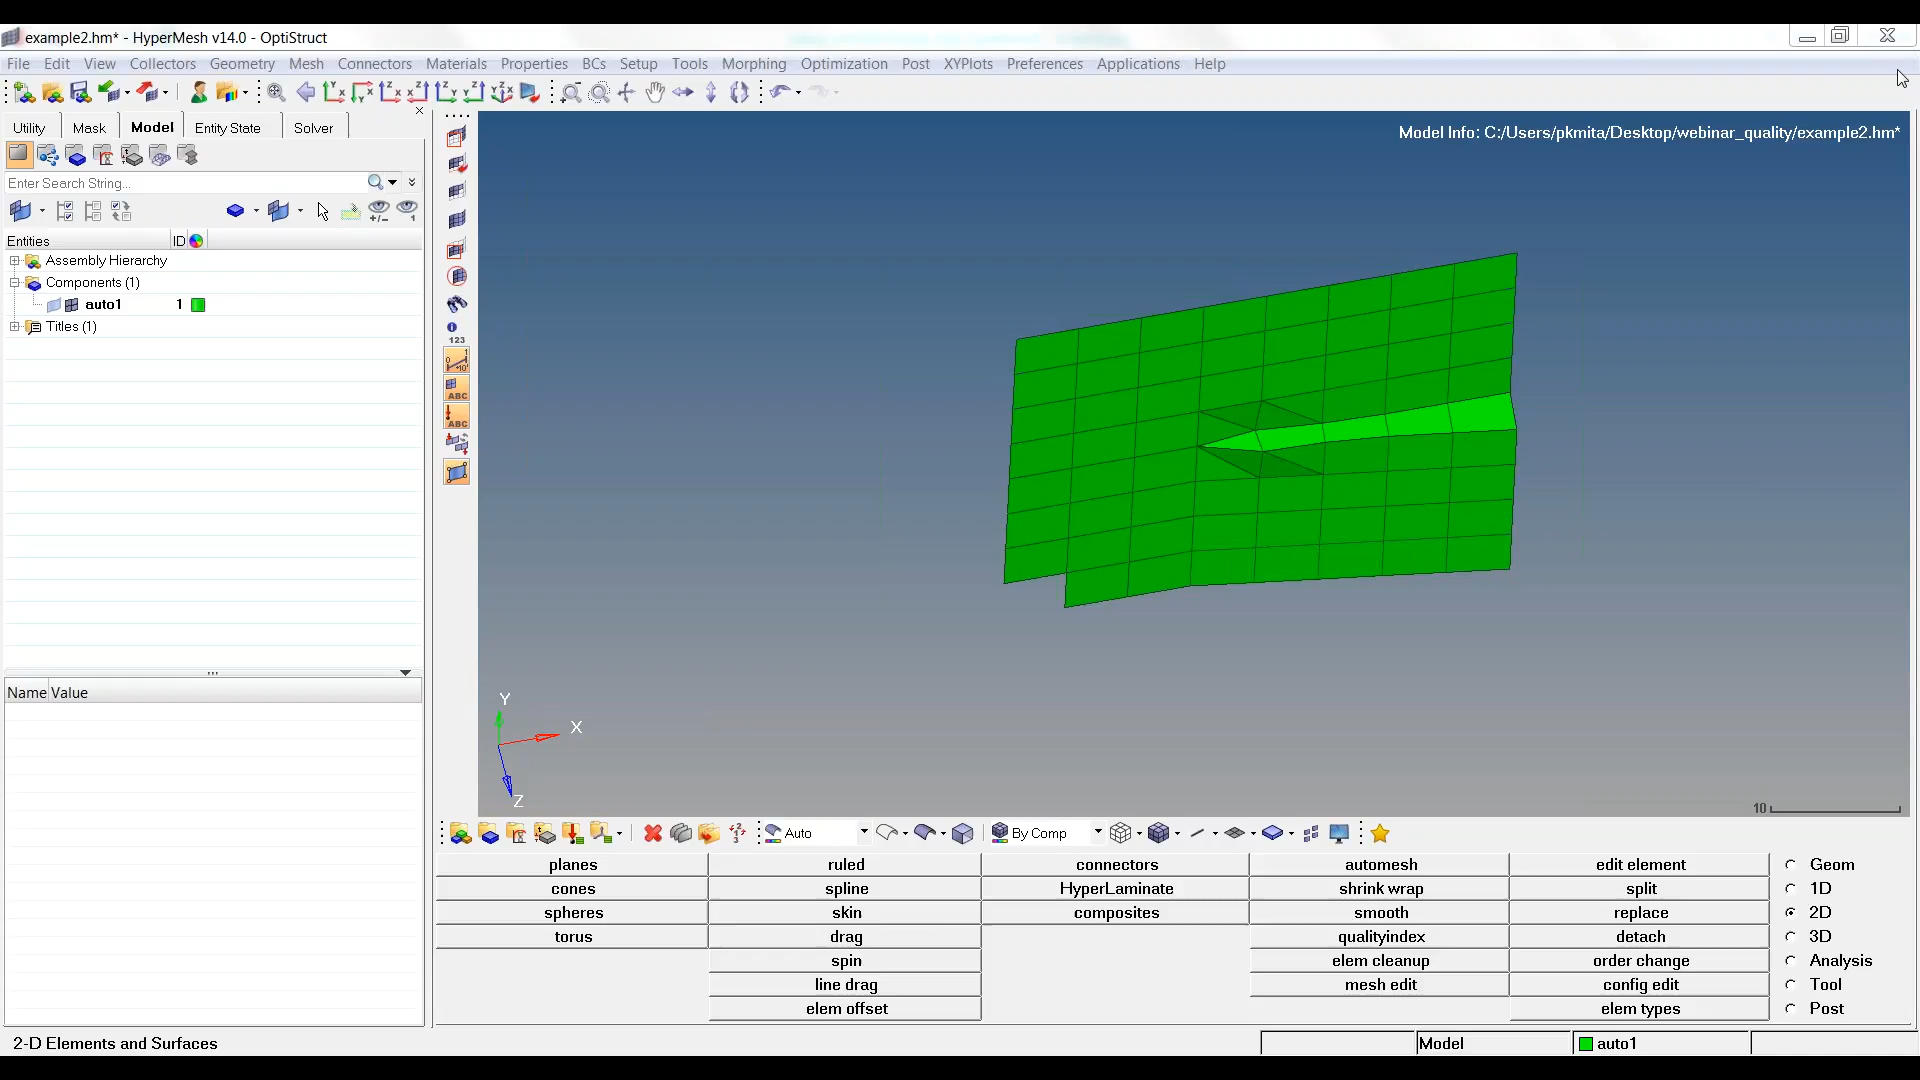 example2.hm* - HyperMesh v14.0 - OptiStruct
File Edit View Collectors Geometry Mesh Connectors Materials Properties BCs Setup Tools Morphing Optimization Post XYPlots Preferences Applications Help
Utility Mask Model Entity State Solver
Enter Search String...
Entities ID
Assembly Hierarchy
Components (1)
auto1 1
Titles (1)
Name Value
123
ABC
ABC
Model Info: C:/Users/pkmita/Desktop/webinar_quality/example2.hm*
Y
X
Z
10
Auto By Comp
planes ruled connectors automesh edit element Geom
cones spline HyperLaminate shrink wrap split 1D
spheres skin composites smooth replace 2D
torus drag qualityindex detach 3D
spin elem cleanup order change Analysis
line drag mesh edit config edit Tool
elem offset elem types Post
2-D Elements and Surfaces Model auto1